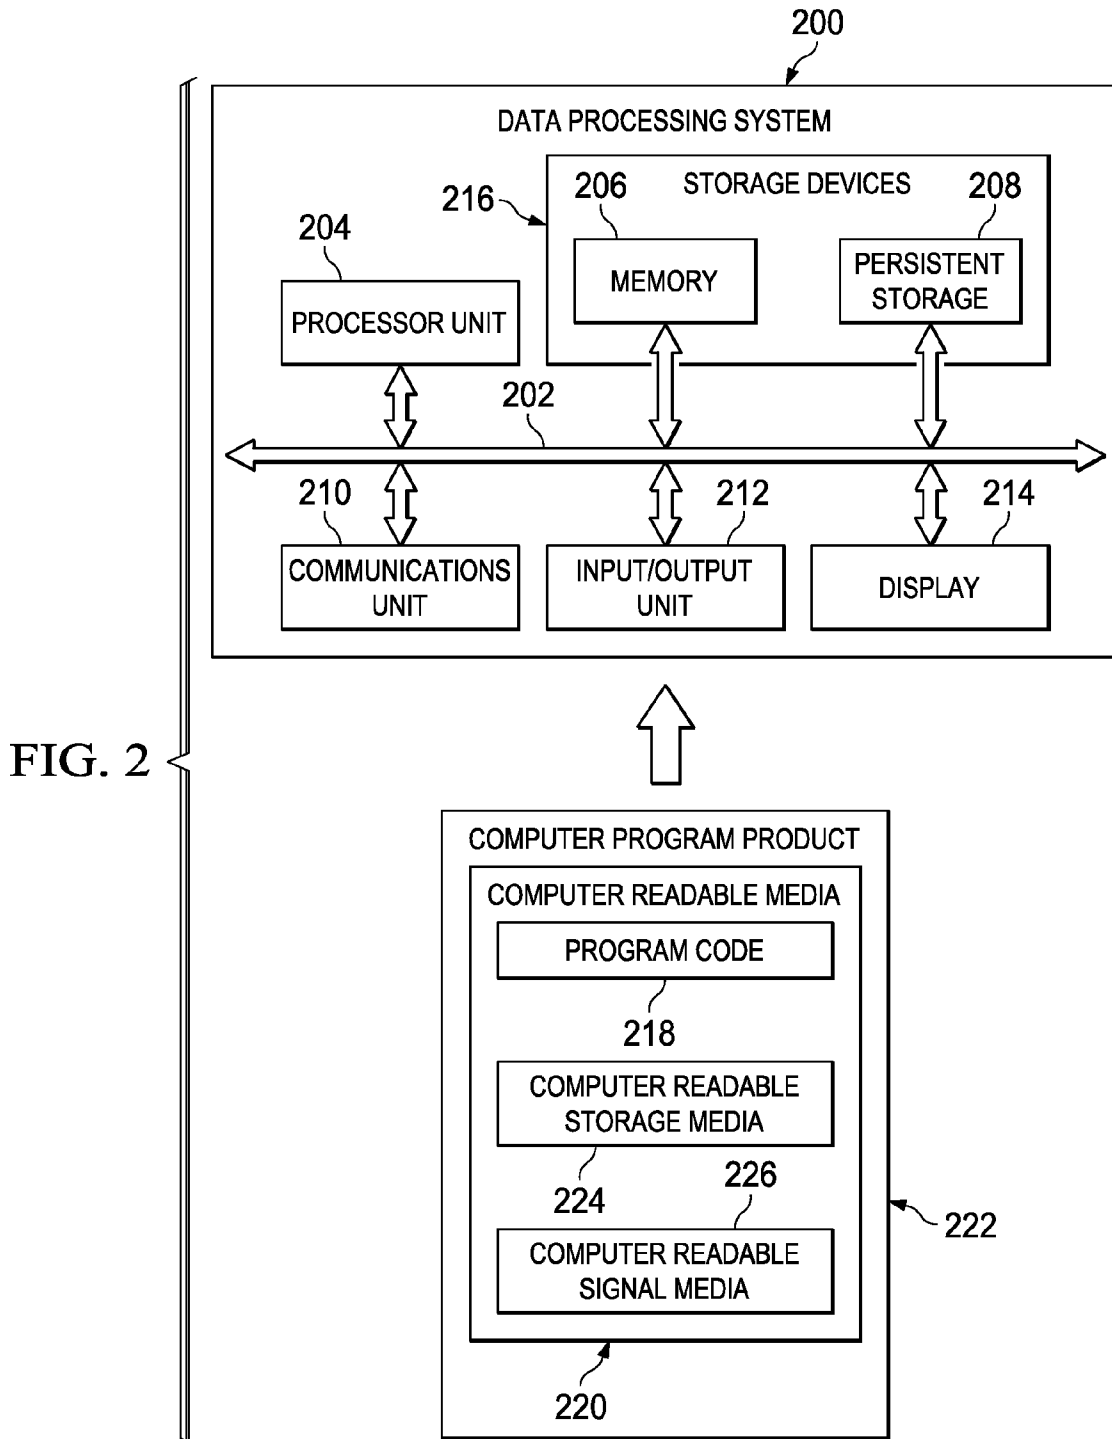 200
DATA PROCESSING SYSTEM
206
STORAGE DEVICES
208
216
204
MEMORY
PERSISTENT
STORAGE
PROCESSOR UNIT
202
210
212
214
COMMUNICATIONS
UNIT
INPUT/OUTPUT
UNIT
DISPLAY
FIG. 2
COMPUTER PROGRAM PRODUCT
COMPUTER READABLE MEDIA
PROGRAM CODE
218
COMPUTER READABLE
STORAGE MEDIA
224
226
222
COMPUTER READABLE
SIGNAL MEDIA
220